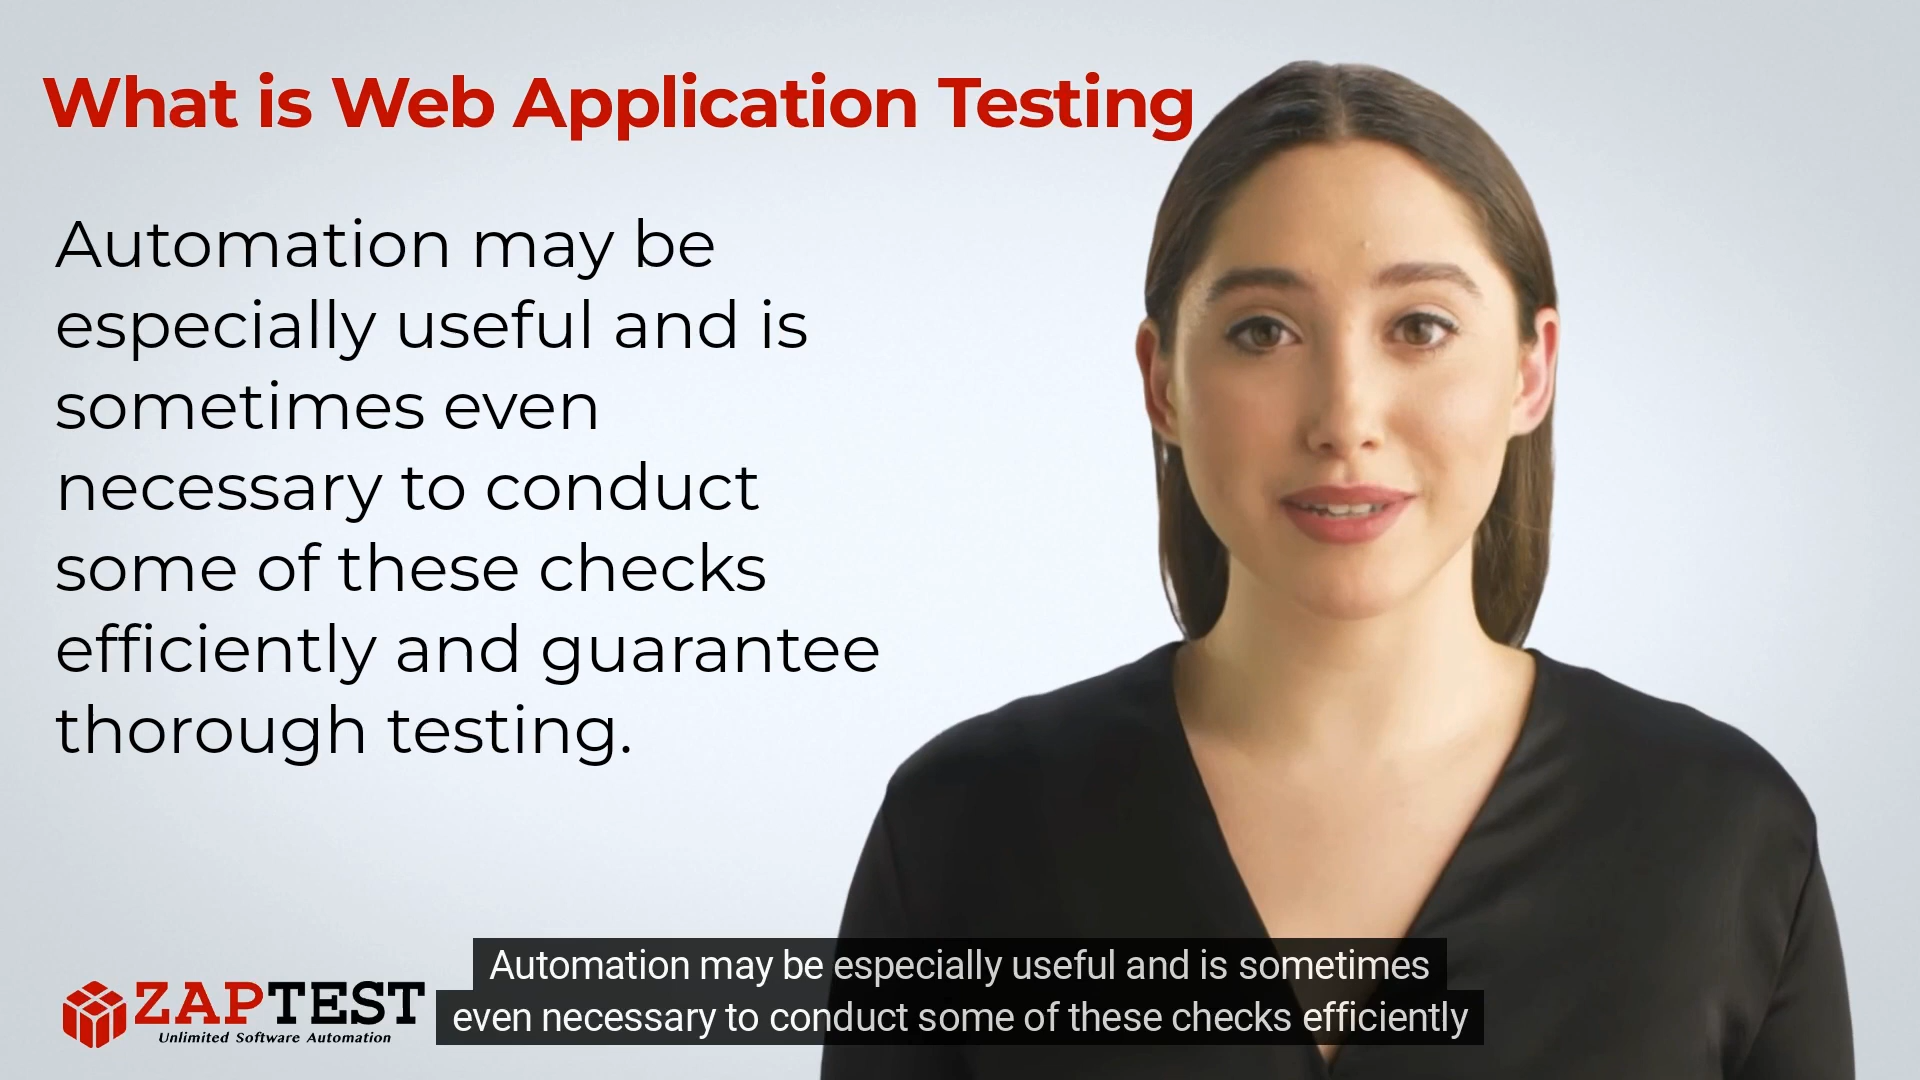 What is Web Application Testing
Automation may be
especially useful and is
sometimes even
necessary to conduct
some of these checks
efficiently and guarantee
thorough testing.
ZAPTEST
Unlimited Software Automation
Automation may be especially useful and is sometimes
even necessary to conduct some of these checks efficiently